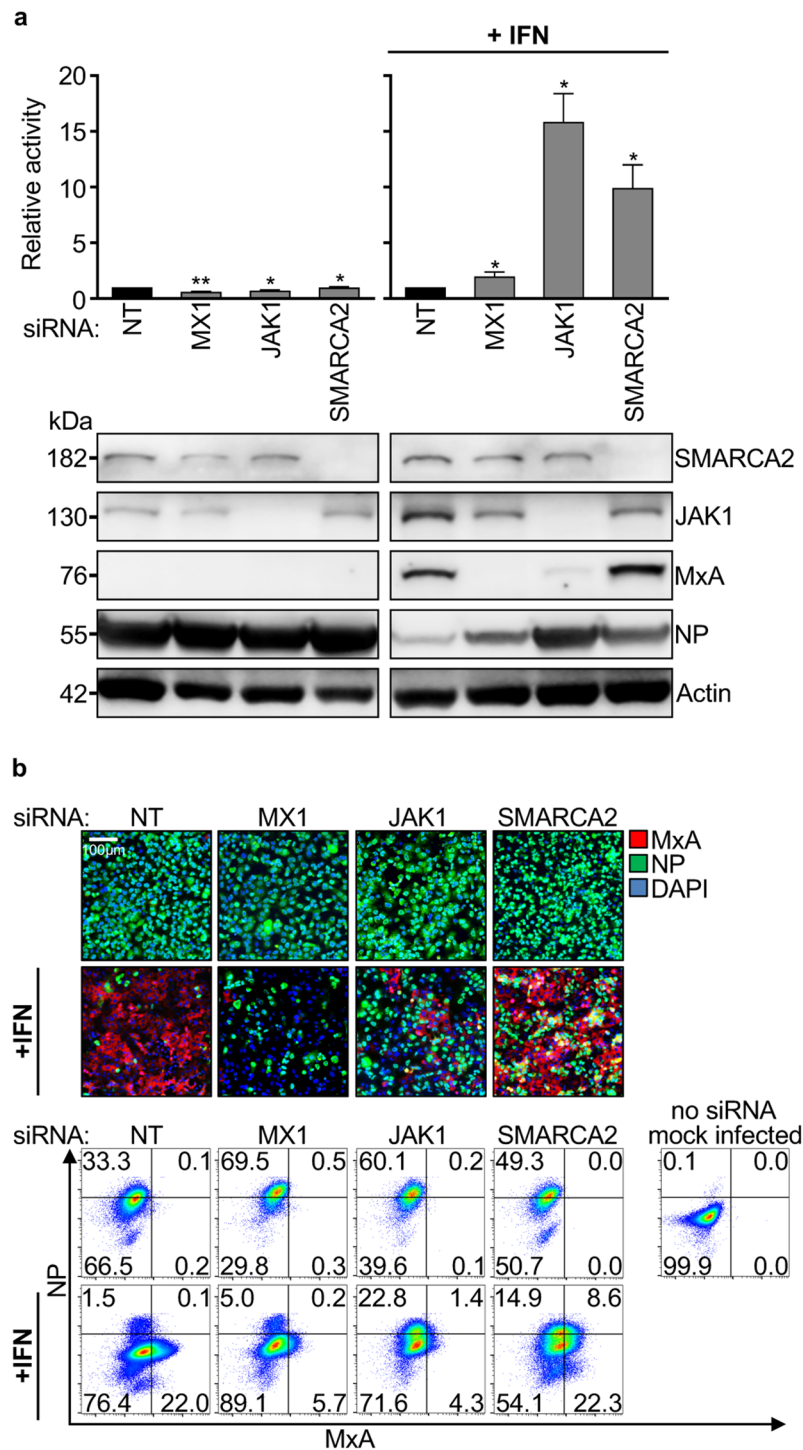 a
+ IFN
Relative activity
20
15
10
5
0
** * *
* * *
siRNA: NT MX1 JAK1 SMARCA2 NT MX1 JAK1 SMARCA2
kDa
182 SMARCA2
130 JAK1
76 MxA
55 NP
42 Actin
b
siRNA: NT MX1 JAK1 SMARCA2
100µm
MxA
NP
DAPI
+IFN
no siRNA
mock infected
siRNA: NT MX1 JAK1 SMARCA2
33.3 0.1 69.5 0.5 60.1 0.2 49.3 0.0 0.1 0.0
66.5 0.2 29.8 0.3 39.6 0.1 50.7 0.0 99.9 0.0
NP
+IFN
1.5 0.1 5.0 0.2 22.8 1.4 14.9 8.6
76.4 22.0 89.1 5.7 71.6 4.3 54.1 22.3
MxA